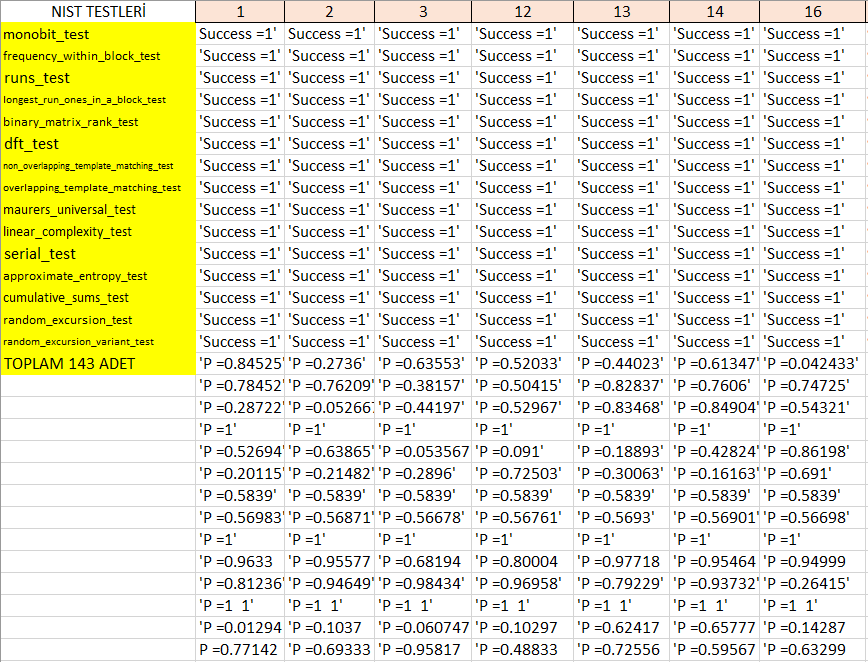 NIST TESTLERİ 1 2 3 12 13 14 16
monobit_test Success =1' Success =1' 'Success =1' 'Success =1' 'Success =1' 'Success =1' 'Success =1'
frequency_within_block_test 'Success =1' 'Success =1' 'Success =1' 'Success =1' 'Success =1' 'Success =1' 'Success =1'
runs_test 'Success =1' 'Success =1' 'Success =1' 'Success =1' 'Success =1' 'Success =1' 'Success =1'
longest_run_ones_in_a_block_test 'Success =1' 'Success =1' 'Success =1' 'Success =1' 'Success =1' 'Success =1' 'Success =1'
binary_matrix_rank_test 'Success =1' 'Success =1' 'Success =1' 'Success =1' 'Success =1' 'Success =1' 'Success =1'
dft_test 'Success =1' 'Success =1' 'Success =1' 'Success =1' 'Success =1' 'Success =1' 'Success =1'
non_overlapping_template_matching_test 'Success =1' 'Success =1' 'Success =1' 'Success =1' 'Success =1' 'Success =1' 'Success =1'
overlapping_template_matching_test 'Success =1' 'Success =1' 'Success =1' 'Success =1' 'Success =1' 'Success =1' 'Success =1'
maurers_universal_test 'Success =1' 'Success =1' 'Success =1' 'Success =1' 'Success =1' 'Success =1' 'Success =1'
linear_complexity_test 'Success =1' 'Success =1' 'Success =1' 'Success =1' 'Success =1' 'Success =1' 'Success =1'
serial_test 'Success =1' 'Success =1' 'Success =1' 'Success =1' 'Success =1' 'Success =1' 'Success =1'
approximate_entropy_test 'Success =1' 'Success =1' 'Success =1' 'Success =1' 'Success =1' 'Success =1' 'Success =1'
cumulative_sums_test 'Success =1' 'Success =1' 'Success =1' 'Success =1' 'Success =1' 'Success =1' 'Success =1'
random_excursion_test 'Success =1' 'Success =1' 'Success =1' 'Success =1' 'Success =1' 'Success =1' 'Success =1'
random_excursion_variant_test 'Success =1' 'Success =1' 'Success =1' 'Success =1' 'Success =1' 'Success =1' 'Success =1'
TOPLAM 143 ADET 'P =0.84525' 'P =0.2736' 'P =0.63553' 'P =0.52033' 'P =0.44023' 'P =0.61347' 'P =0.042433'
'P =0.78452' 'P =0.76209' 'P =0.38157' 'P =0.50415' 'P =0.82837' 'P =0.7606' 'P =0.74725'
'P =0.28722' 'P =0.05266 'P =0.44197' 'P =0.52967' 'P =0.83468' 'P =0.84904' 'P =0.54321'
'P =1' 'P =1' 'P =1' 'P =1' 'P =1' 'P =1' 'P =1'
'P =0.52694' 'P =0.63865' 'P =0.053567 'P =0.091' 'P =0.18893' 'P =0.42824' 'P =0.86198'
'P =0.20115' 'P =0.21482' 'P =0.2896' 'P =0.72503' 'P =0.30063' 'P =0.16163' 'P =0.691'
'P =0.5839' 'P =0.5839' 'P =0.5839' 'P =0.5839' 'P =0.5839' 'P =0.5839' 'P =0.5839'
'P =0.56983' 'P =0.56871' 'P =0.56678' 'P =0.56761' 'P =0.5693' 'P =0.56901' 'P =0.56698'
'P =1' 'P =1' 'P =1' 'P =1' 'P =1' 'P =1' 'P =1'
'P =0.9633 'P =0.95577 'P =0.68194 'P =0.80004 'P =0.97718 'P =0.95464 'P =0.94999
'P =0.81236' 'P =0.94649' 'P =0.98434' 'P =0.96958' 'P =0.79229' 'P =0.93732' 'P =0.26415'
'P =1 1' 'P =1 1' 'P =1 1' 'P =1 1' 'P =1 1' 'P =1 1' 'P =1 1'
'P =0.01294 'P =0.1037 'P =0.060747 'P =0.10297 'P =0.62417 'P =0.65777 'P =0.14287
P =0.77142 'P =0.69333 'P =0.95817 'P =0.48833 'P =0.72556 'P =0.59567 'P =0.63299